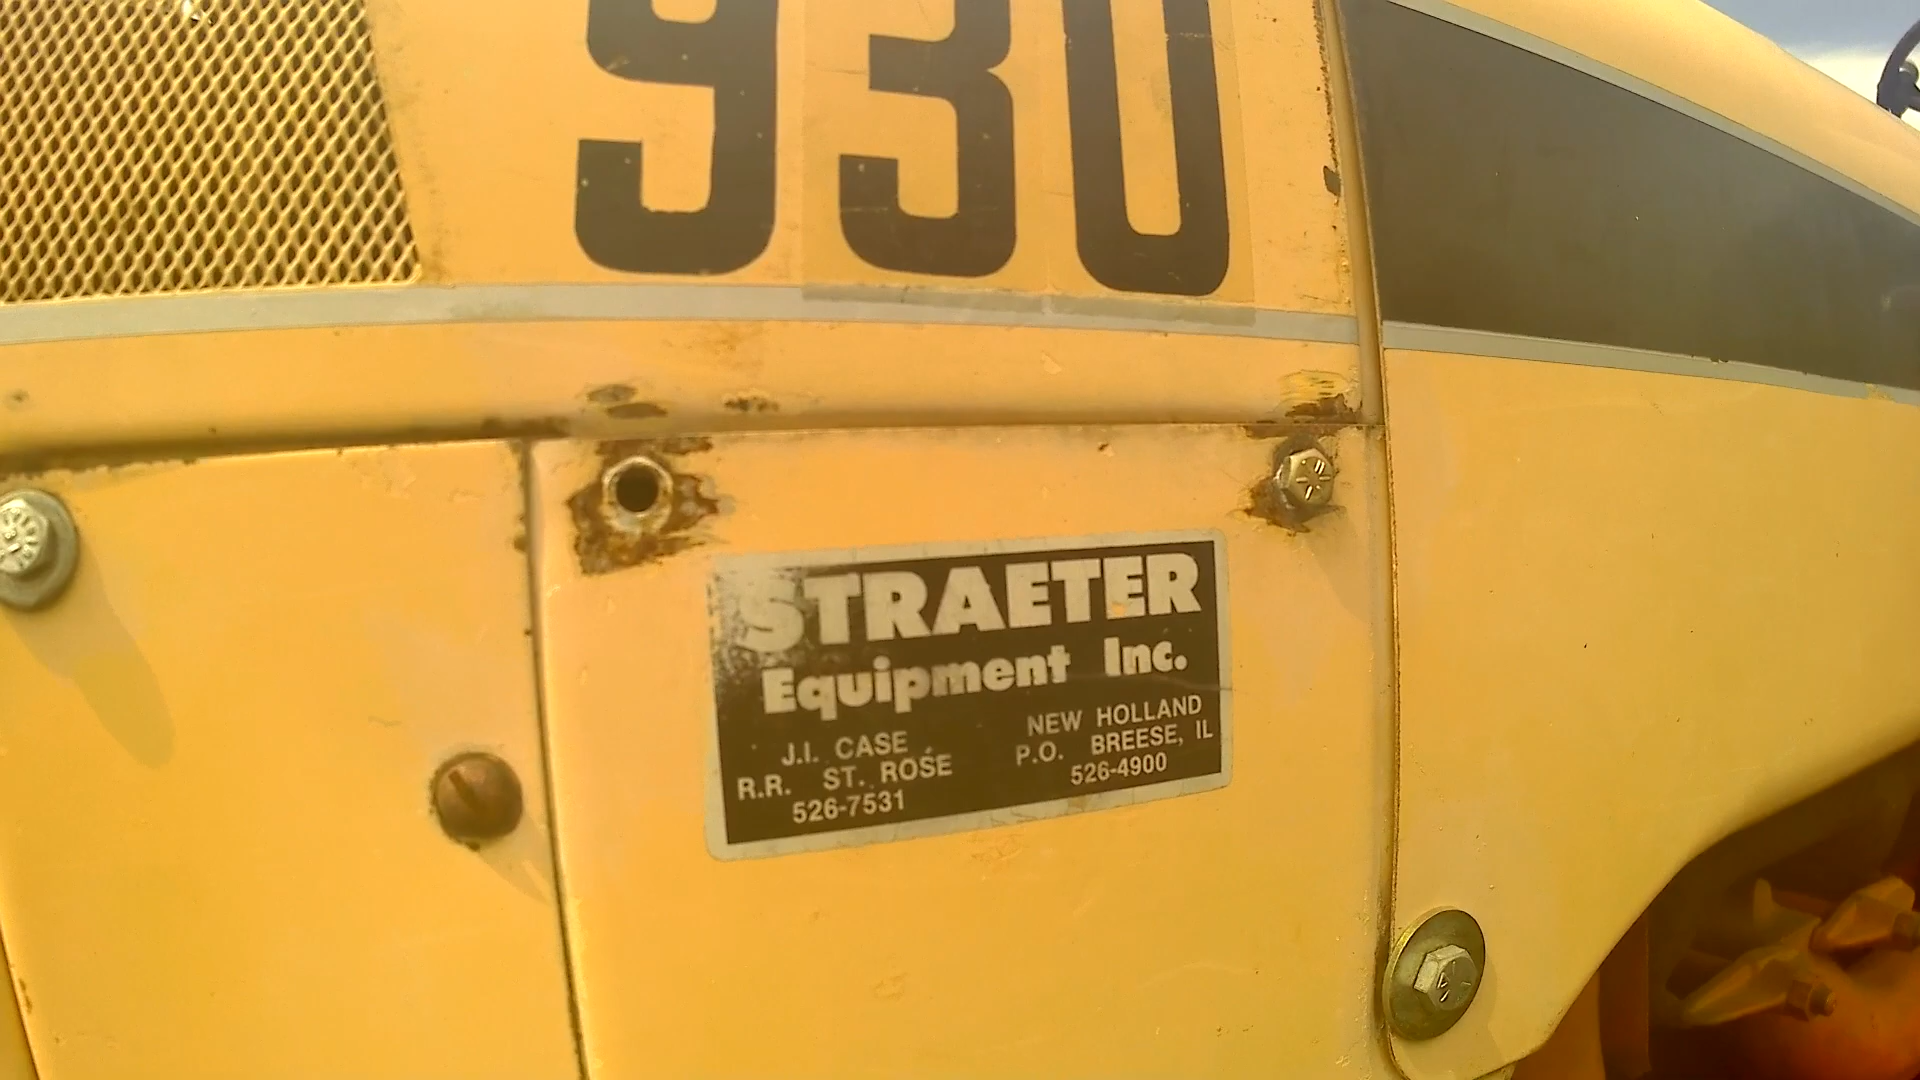 930
STRAETER
Equipment Inc.
J.I. CASE
R.R. ST. ROSE
526-7531
NEW HOLLAND
P.O. BREESE, IL
526-4900